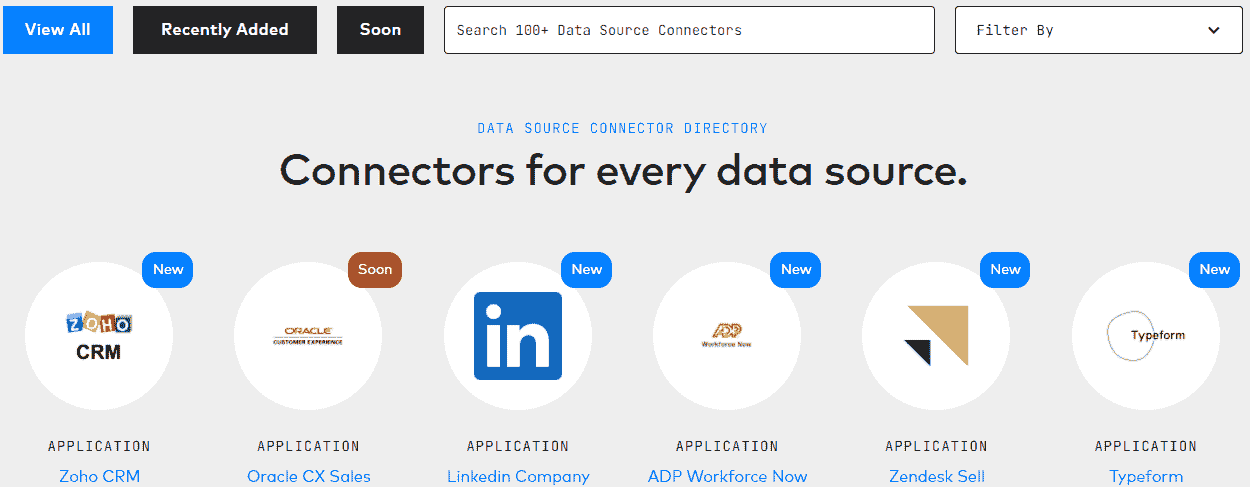 View All
Recently Added
Soon
Search 100+ Data Source Connectors
Filter By
DATA SOURCE CONNECTOR DIRECTORY
Connectors for every data source.
New
Soon
New
New
New
New
ZOHO
CRM
ORACLE
CUSTOMER EXPERIENCE
in
ADP
Workforce Now
Typeform
APPLICATION
APPLICATION
APPLICATION
APPLICATION
APPLICATION
APPLICATION
Zoho CRM
Oracle CX Sales
Linkedin Company
ADP Workforce Now
Zendesk Sell
Typeform